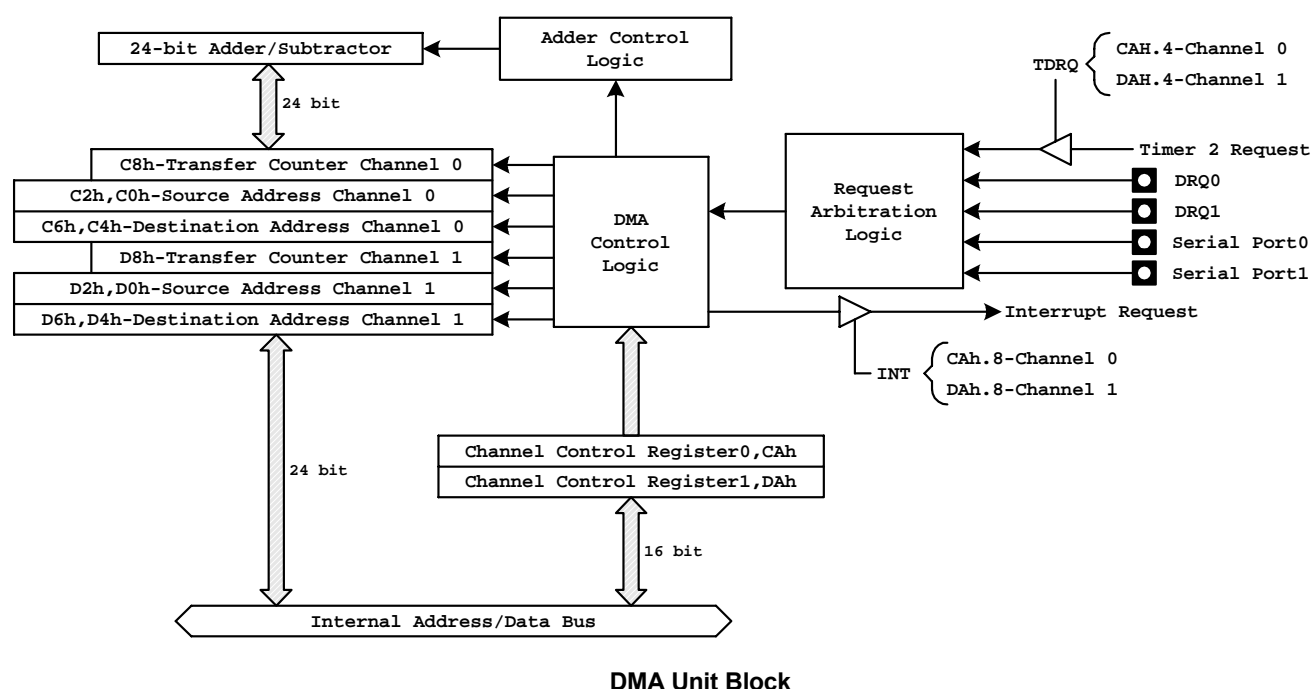 24-bit Adder/Subtractor
Adder Control
Logic
24 bit
TDRQ
CAH.4-Channel 0
DAH.4-Channel 1
C8h-Transfer Counter Channel 0
C2h,C0h-Source Address Channel 0
C6h,C4h-Destination Address Channel 0
D8h-Transfer Counter Channel 1
D2h,D0h-Source Address Channel 1
D6h,D4h-Destination Address Channel 1
DMA
Control
Logic
Request
Arbitration
Logic
Timer 2 Request
DRQ0
DRQ1
Serial Port0
Serial Port1
Interrupt Request
INT
CAh.8-Channel 0
DAh.8-Channel 1
Channel Control Register0,CAh
Channel Control Register1,DAh
24 bit
16 bit
Internal Address/Data Bus
DMA Unit Block